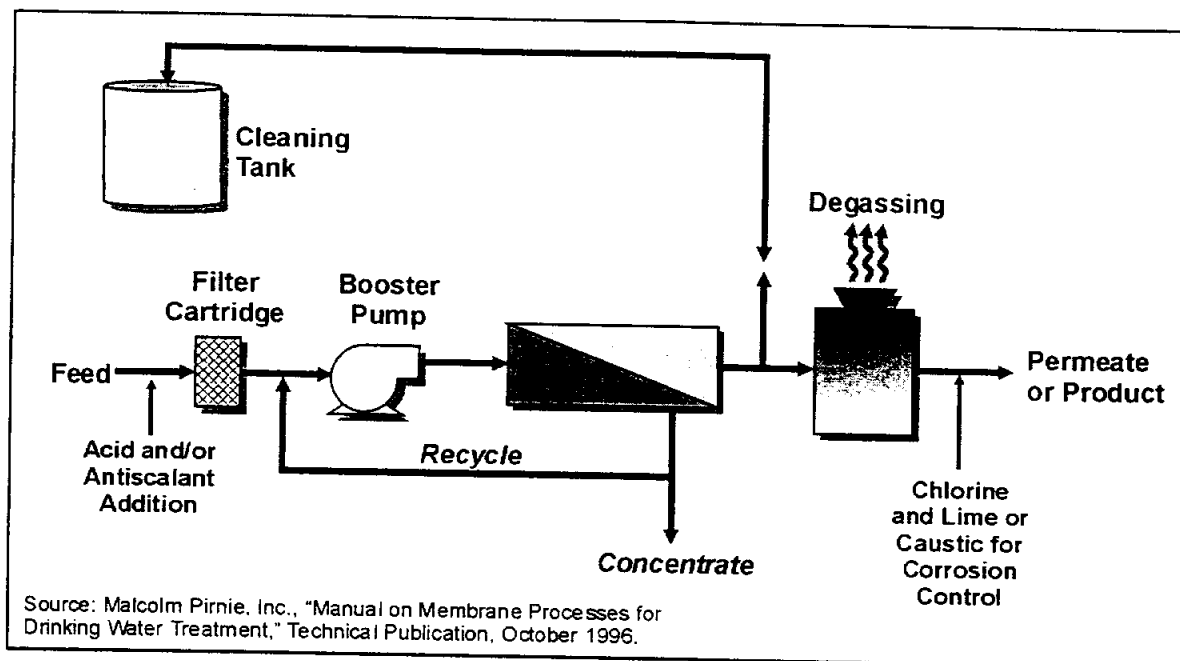 Cleaning
Tank
Degassing
Filter
Cartridge
Booster
Pump
Feed
Permeate
or Product
Acid and/or
Antiscalant
Addition
Recycle
Chlorine
and Lime or
Caustic for
Corrosion
Control
Concentrate
Source: Malcolm Pirnie, Inc., "Manual on Membrane Processes for
Drinking Water Treatment," Technical Publication, October 1996.